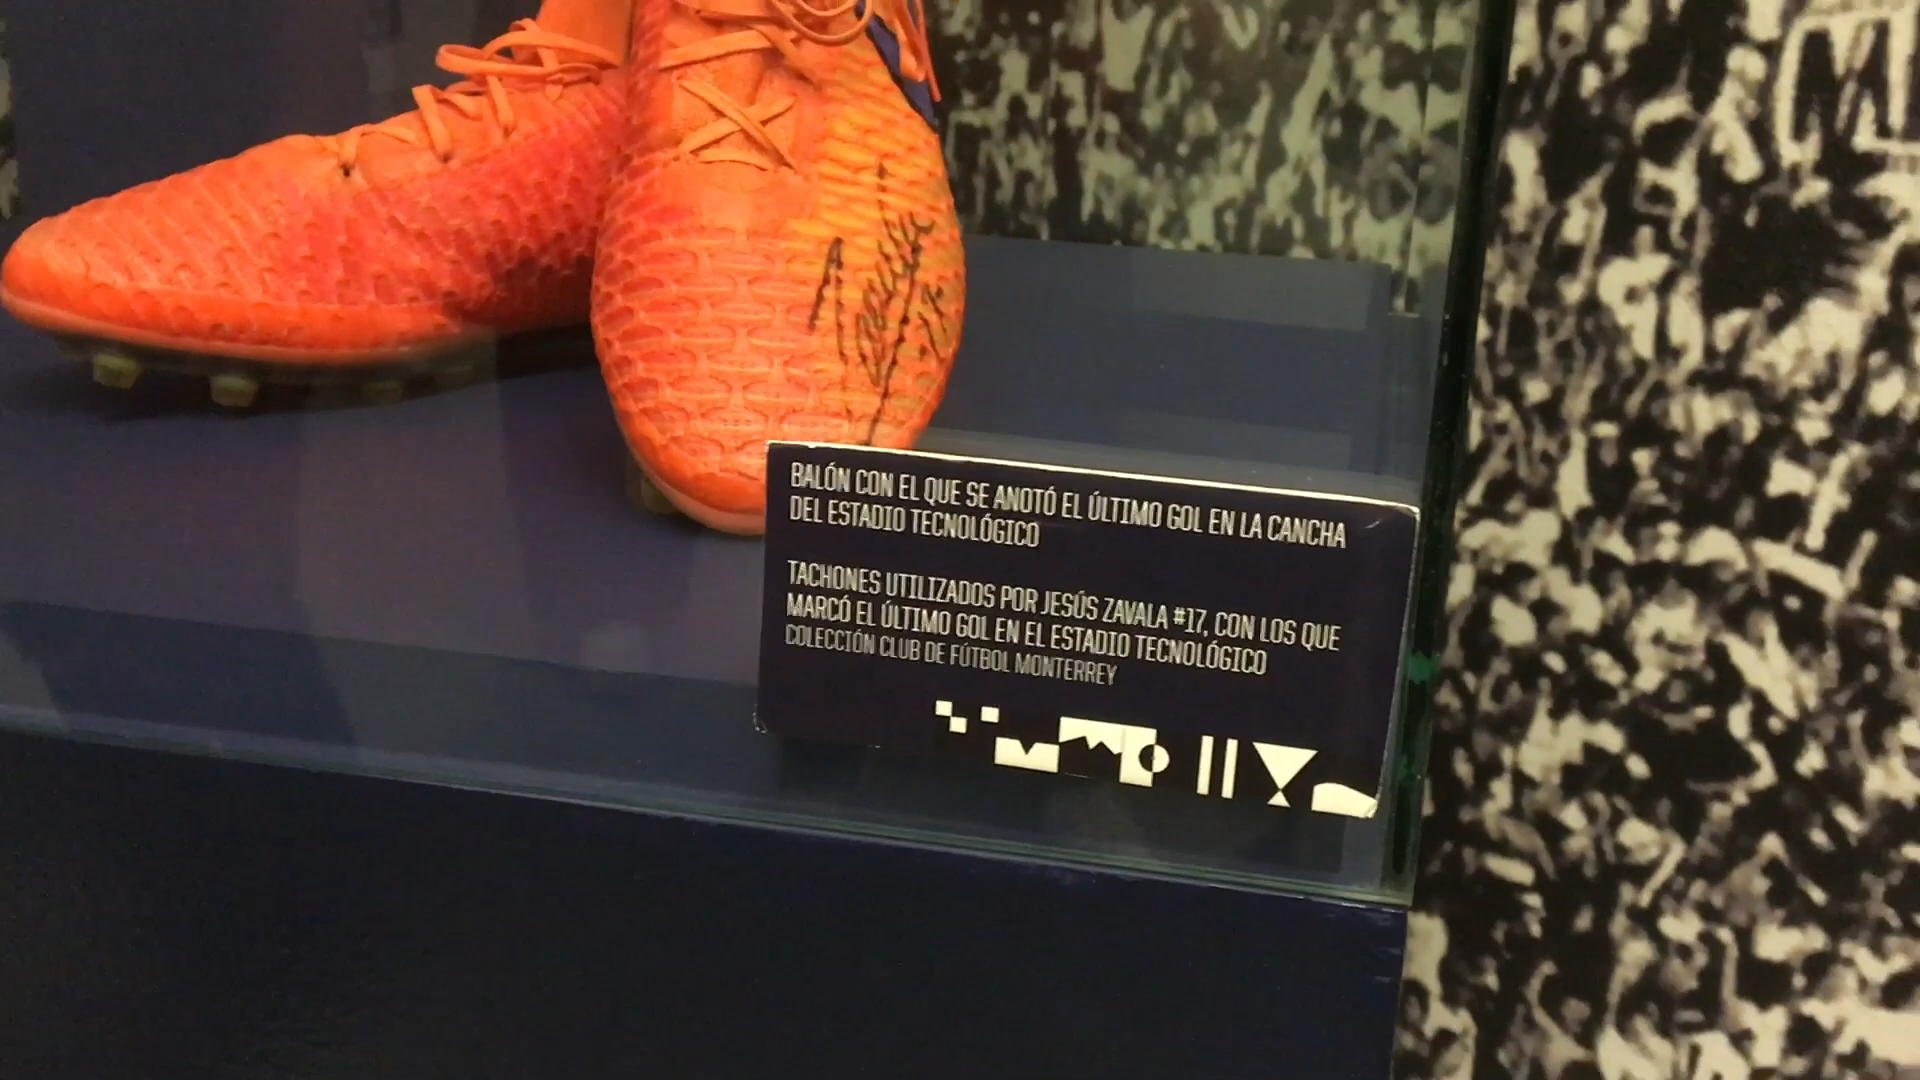 BALÓN CON EL QUE SE ANOTÓ EL ÚLTIMO GOL EN LA CANCHA
DEL ESTADIO TECNOLÓGICO
TACHONES UTILIZADOS POR JESÚS ZAVALA #17, CON LOS QUE
MARCÓ EL ÚLTIMO GOL EN EL ESTADIO TECNOLÓGICO
COLECCIÓN CLUB DE FÚTBOL MONTERREY